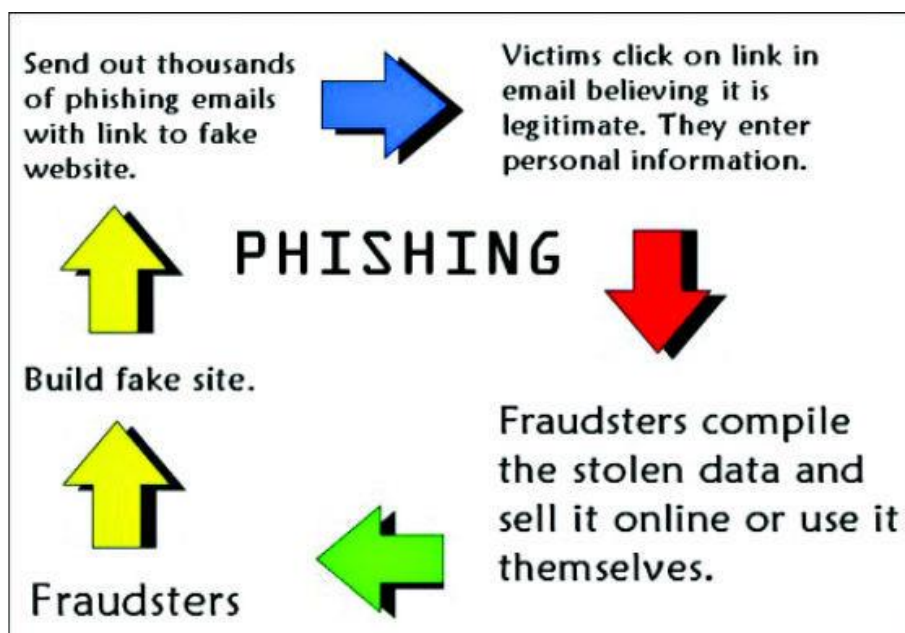 Send out thousands
of phishing emails
with link to fake
website.
Victims click on link in
email believing it is
legitimate. They enter
personal information.
PHISHING
Build fake site.
Fraudsters compile
the stolen data and
sell it online or use it
themselves.
Fraudsters